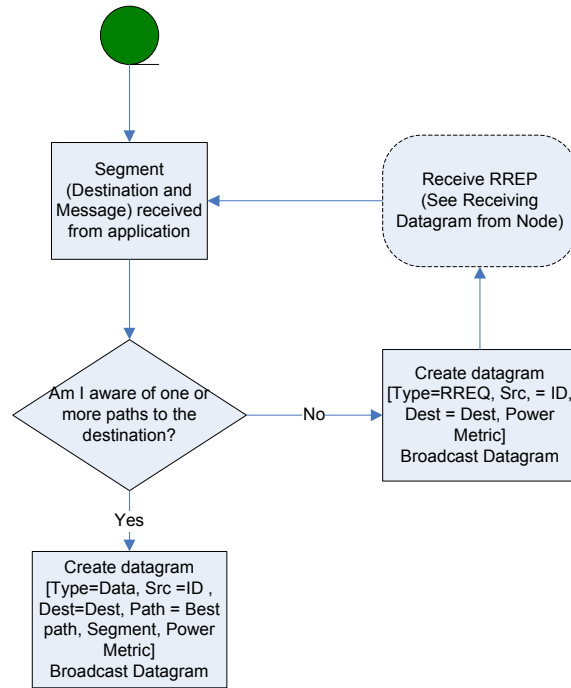 Segment
(Destination and
Message) received
from application
Receive RREP
(See Receiving
Datagram from Node)
Am I aware of one or
more paths to the
destination?
No
Create datagram
[Type=RREQ, Src, = ID,
Dest = Dest, Power
Metric]
Broadcast Datagram
Yes
Create datagram
[Type=Data, Src =ID ,
Dest=Dest, Path = Best
path, Segment, Power
Metric]
Broadcast Datagram